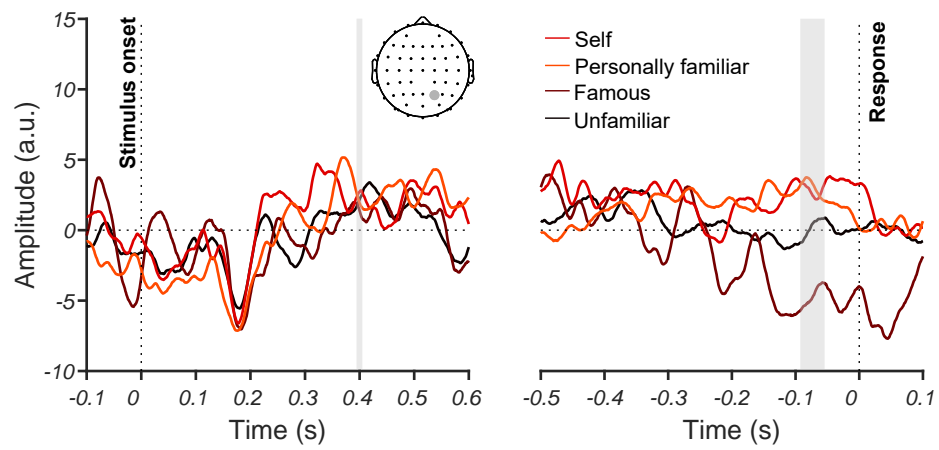 15
10
5
0
-5
-10
Amplitude (a.u.)
Stimulus onset
-0.1 0 0.1 0.2 0.3 0.4 0.5 0.6
Time (s)
Self
Personally familiar
Famous
Unfamiliar
Response
-0.5 -0.4 -0.3 -0.2 -0.1 0 0.1
Time (s)